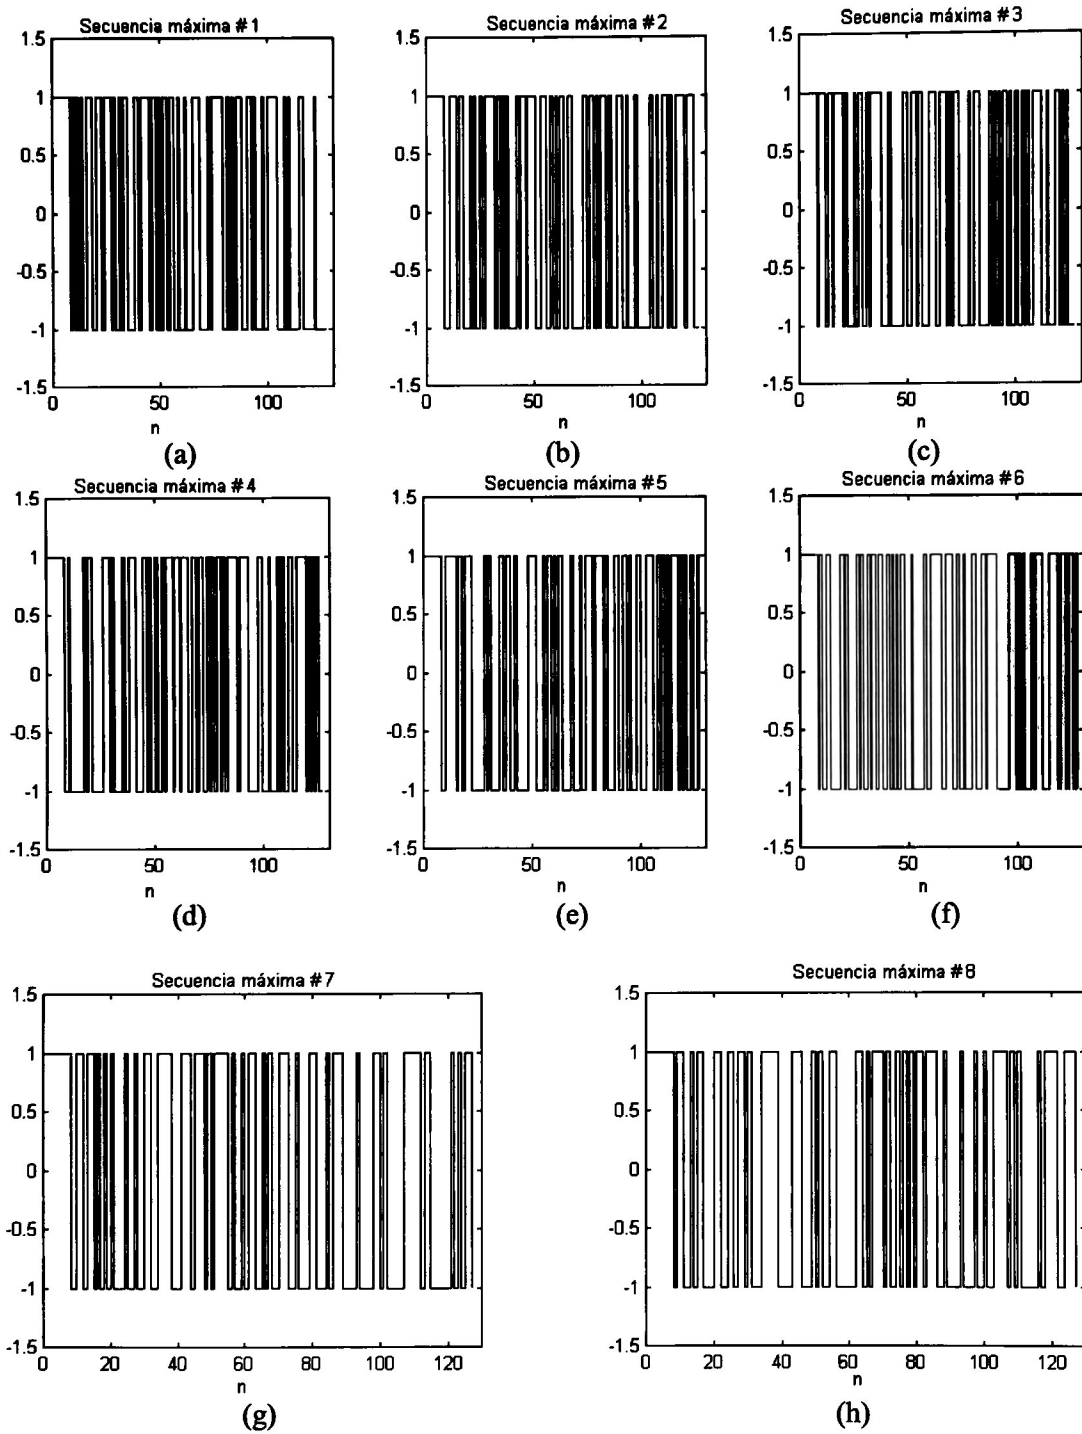 Secuencia máxima #1
1.5
1
0.5
0
-0.5
-1
-1.5
0 50 100
n
(a)
Secuencia máxima #2
1.5
1
0.5
0
-0.5
-1
-1.5
0 50 100
n
(b)
Secuencia máxima #3
1.5
1
0.5
0
-0.5
-1
-1.5
0 50 100
n
(c)
Secuencia máxima #4
1.5
1
0.5
0
-0.5
-1
-1.5
0 50 100
n
(d)
Secuencia máxima #5
1.5
1
0.5
0
-0.5
-1
-1.5
0 50 100
n
(e)
Secuencia máxima #6
1.5
1
0.5
0
-0.5
-1
-1.5
0 50 100
n
(f)
Secuencia máxima #7
1.5
1
0.5
0
-0.5
-1
-1.5
0 20 40 60 80 100 120
n
(g)
Secuencia máxima #8
1.5
1
0.5
0
-0.5
-1
-1.5
0 20 40 60 80 100 120
n
(h)